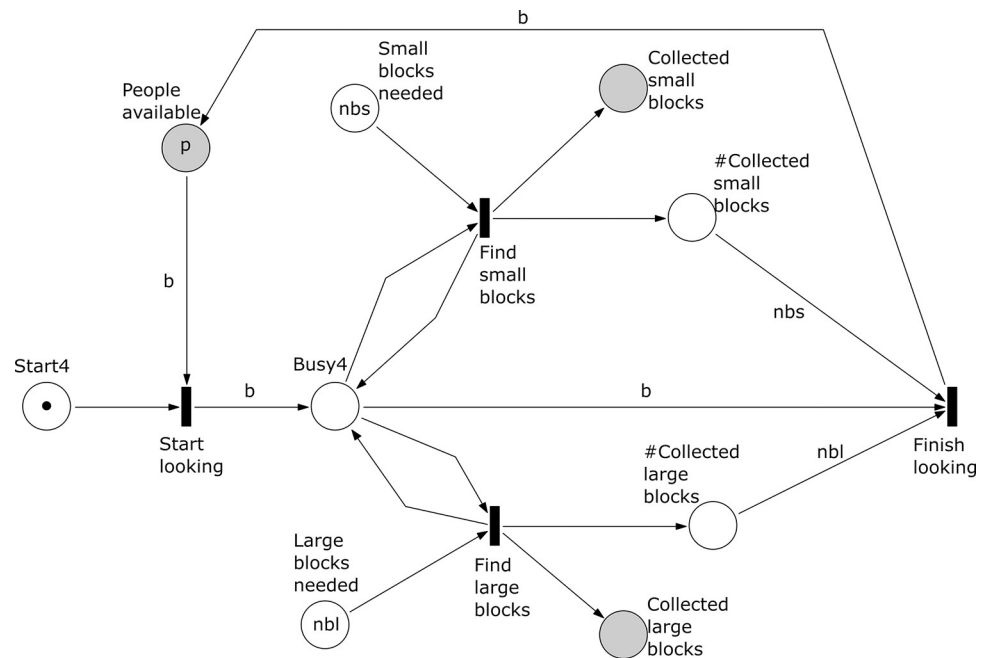 b
Small
blocks
needed
nbs
Collected
small
blocks
People
available
p
#Collected
small
blocks
Find
small
blocks
b
nbs
Start4
Busy4
b
b
Start
looking
Finish
looking
#Collected
large
blocks
nbl
Large
blocks
needed
nbl
Find
large
blocks
Collected
large
blocks